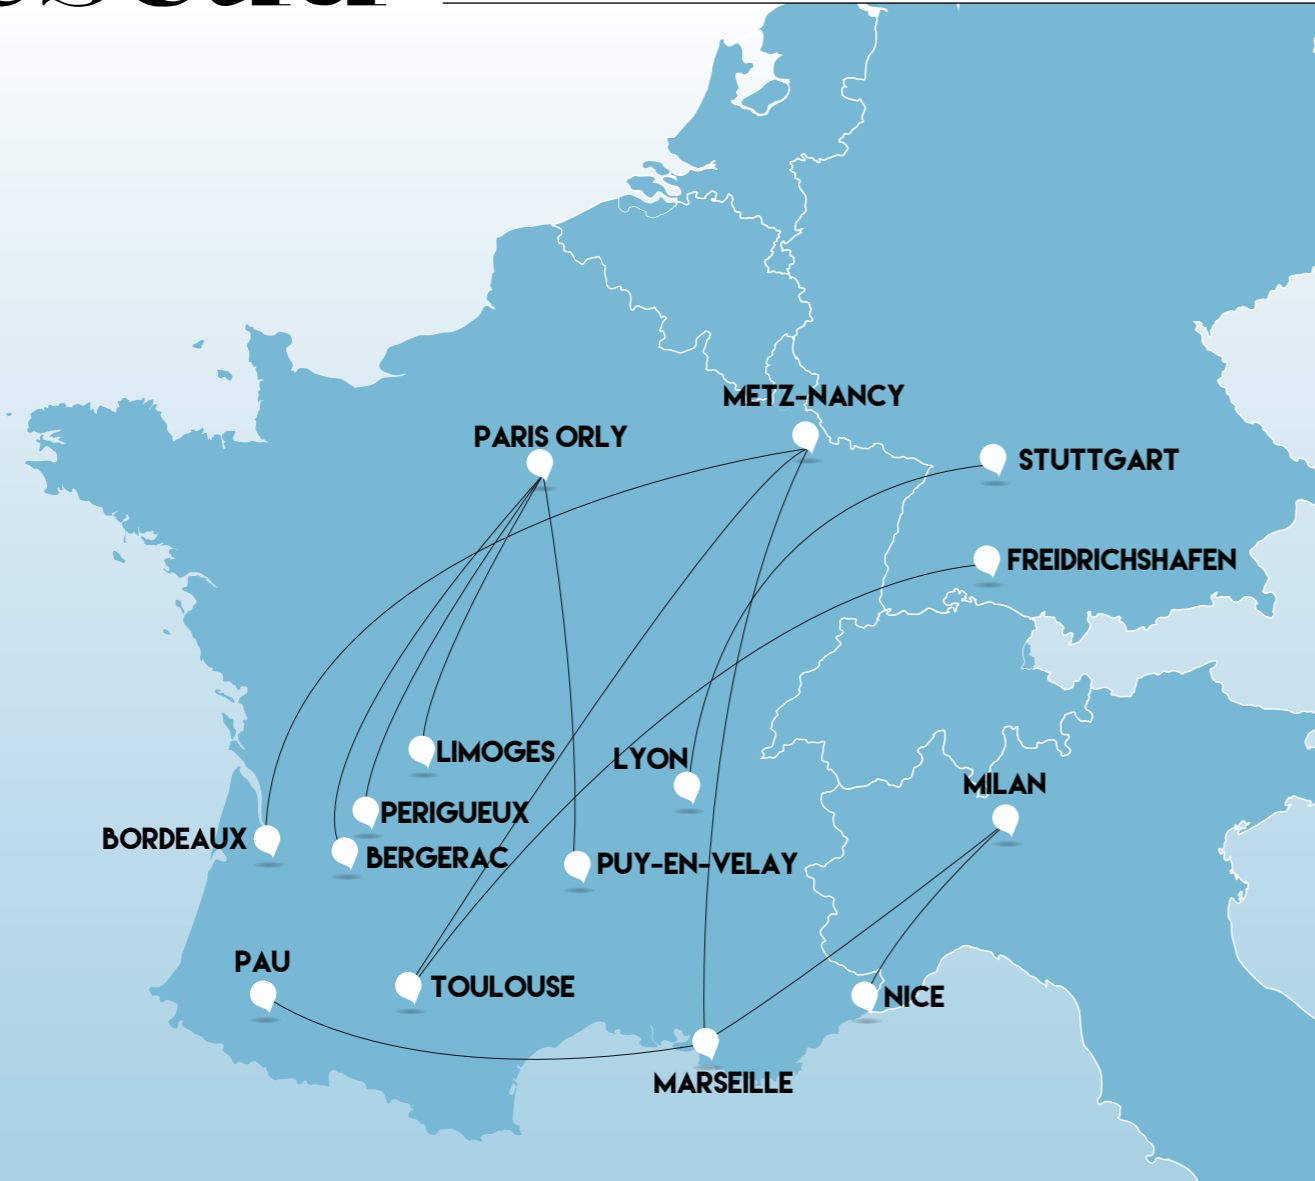 METZ-NANCY
PARIS ORLY
STUTTGART
FREIDRICHSHAFEN
LIMOGES
LYON
MILAN
PERIGUEUX
BORDEAUX
BERGERAC
PUY-EN-VELAY
PAU
TOULOUSE
NICE
MARSEILLE